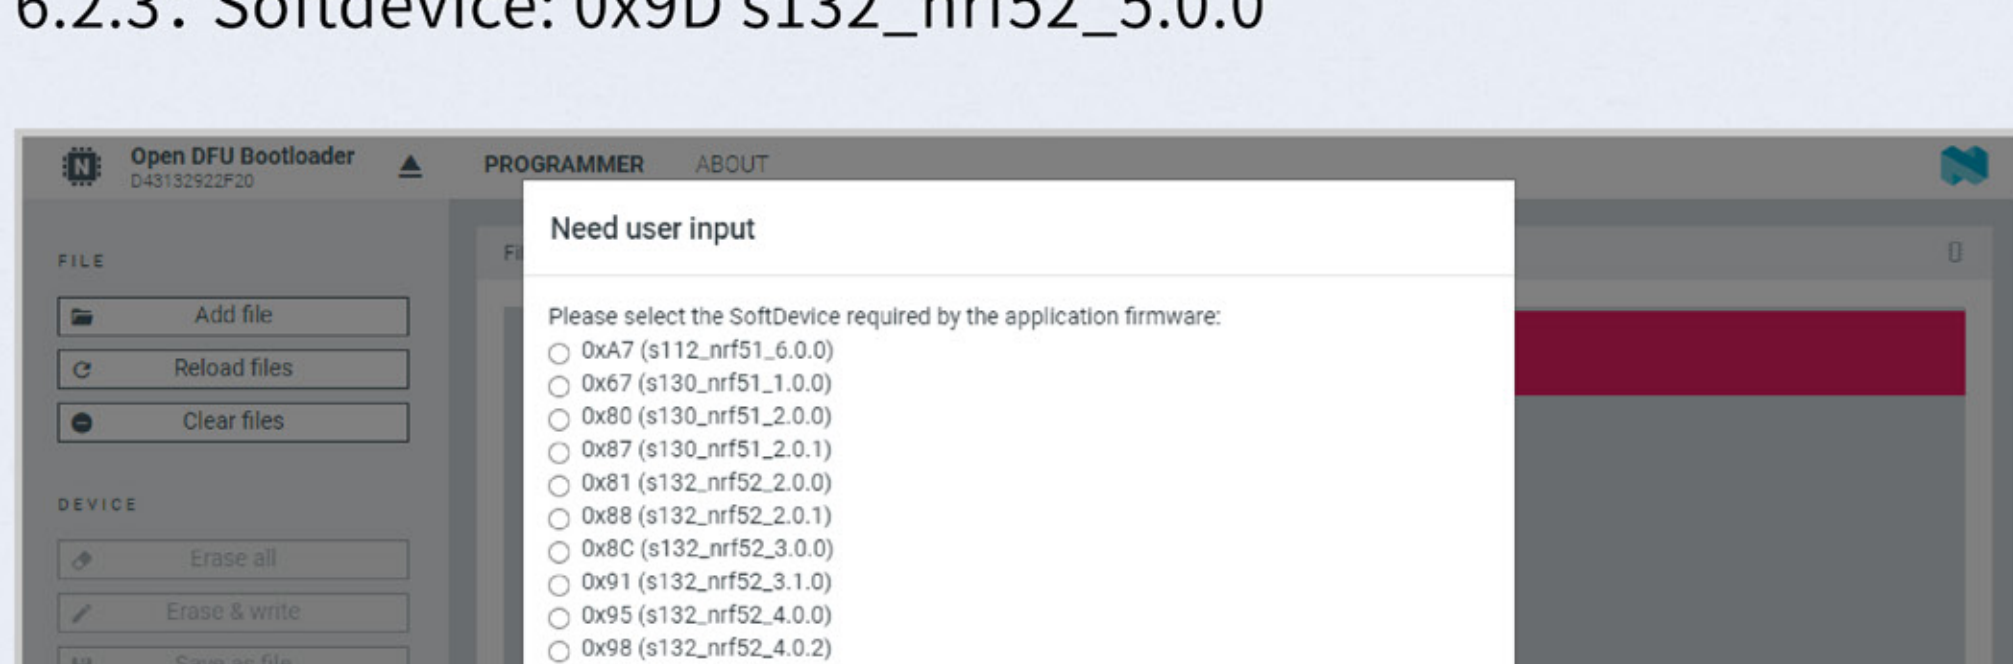 6.2.3. Softdevice: 0x9D s132_nrf52_5.0.0
Open DFU Bootloader
D43132922F20
PROGRAMMER
ABOUT
Need user input
FILE
Add file
Reload files
Clear files
Please select the SoftDevice required by the application firmware:
0xA7 (s112_nrf51_6.0.0)
0x67 (s130_nrf51_1.0.0)
0x80 (s130_nrf51_2.0.0)
0x87 (s130_nrf51_2.0.1)
0x81 (s132_nrf52_2.0.0)
0x88 (s132_nrf52_2.0.1)
0x8C (s132_nrf52_3.0.0)
0x91 (s132_nrf52_3.1.0)
0x95 (s132_nrf52_4.0.0)
0x98 (s132_nrf52_4.0.2)
DEVICE
Erase all
Erase & write
Save as file